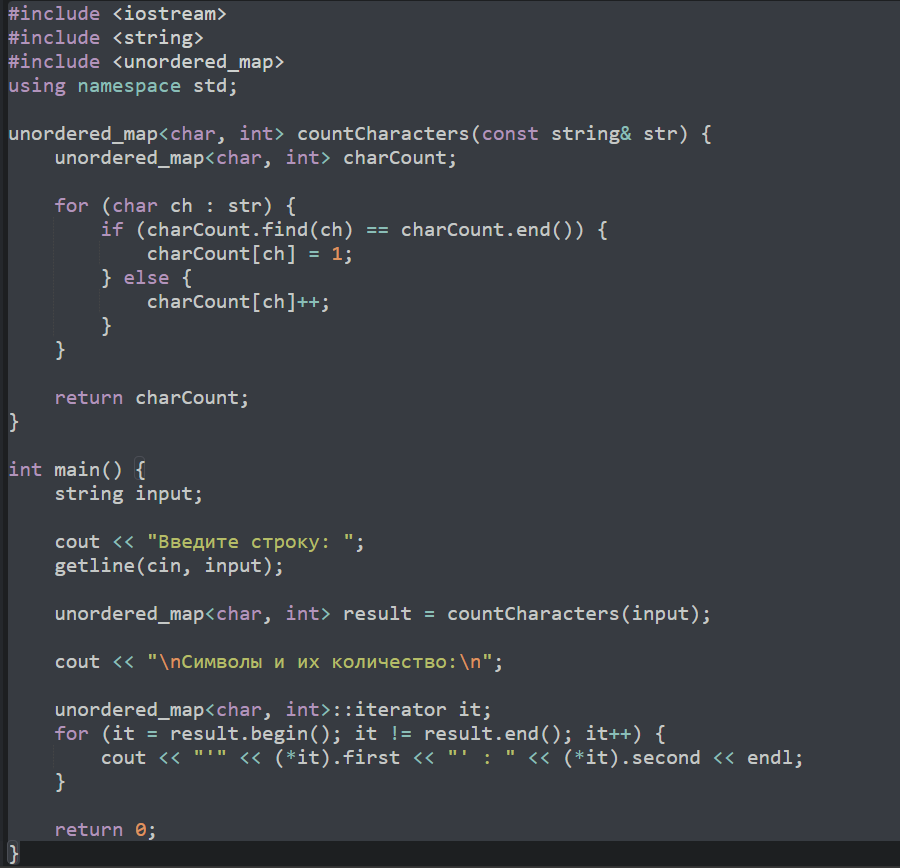 #include <iostream>
#include <string>
#include <unordered_map>
using namespace std;

unordered_map<char, int> countCharacters(const string& str) {
    unordered_map<char, int> charCount;

    for (char ch : str) {
        if (charCount.find(ch) == charCount.end()) {
            charCount[ch] = 1;
        } else {
            charCount[ch]++;
        }
    }

    return charCount;
}

int main() {
    string input;

    cout << "Введите строку: ";
    getline(cin, input);

    unordered_map<char, int> result = countCharacters(input);

    cout << "\nСимволы и их количество:\n";

    unordered_map<char, int>::iterator it;
    for (it = result.begin(); it != result.end(); it++) {
        cout << "'" << (*it).first << "' : " << (*it).second << endl;
    }

    return 0;
}